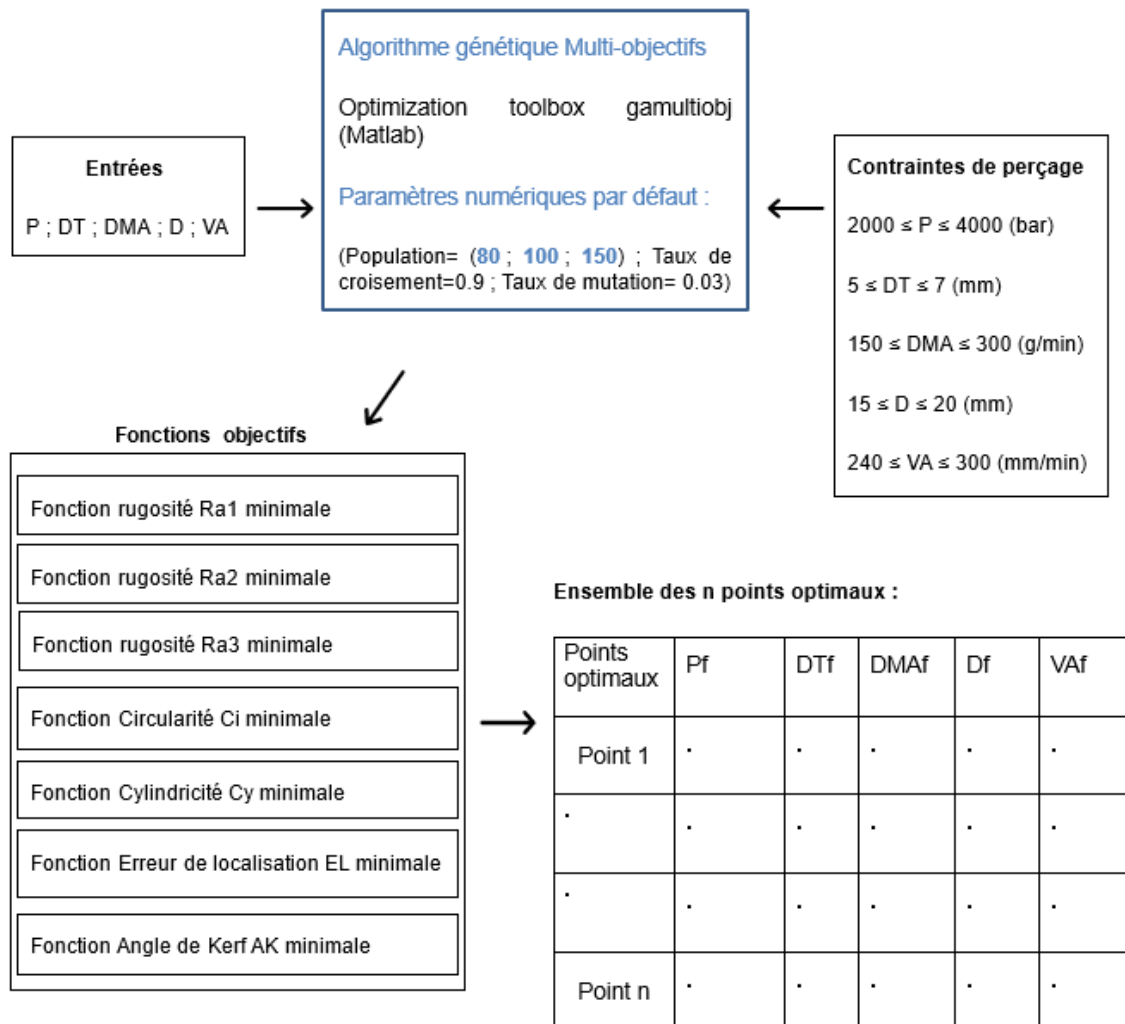 Algorithme génétique Multi-objectifs
Optimization toolbox gamultiobj
(Matlab)
Paramètres numériques par défaut :
(Population= (80 ; 100 ; 150) ; Taux de
croisement=0.9 ; Taux de mutation= 0.03)
Entrées
P ; DT ; DMA ; D ; VA
Contraintes de perçage
2000 ≤ P ≤ 4000 (bar)
5 ≤ DT ≤ 7 (mm)
150 ≤ DMA ≤ 300 (g/min)
15 ≤ D ≤ 20 (mm)
240 ≤ VA ≤ 300 (mm/min)
Fonctions objectifs
Fonction rugosité Ra1 minimale
Fonction rugosité Ra2 minimale
Fonction rugosité Ra3 minimale
Fonction Circularité Ci minimale
Fonction Cylindricité Cy minimale
Fonction Erreur de localisation EL minimale
Fonction Angle de Kerf AK minimale
Ensemble des n points optimaux :
Points
optimaux
Pf DTf DMAf Df VAf
Point 1 . . . . .
. . . . . .
. . . . . .
Point n . . . . .